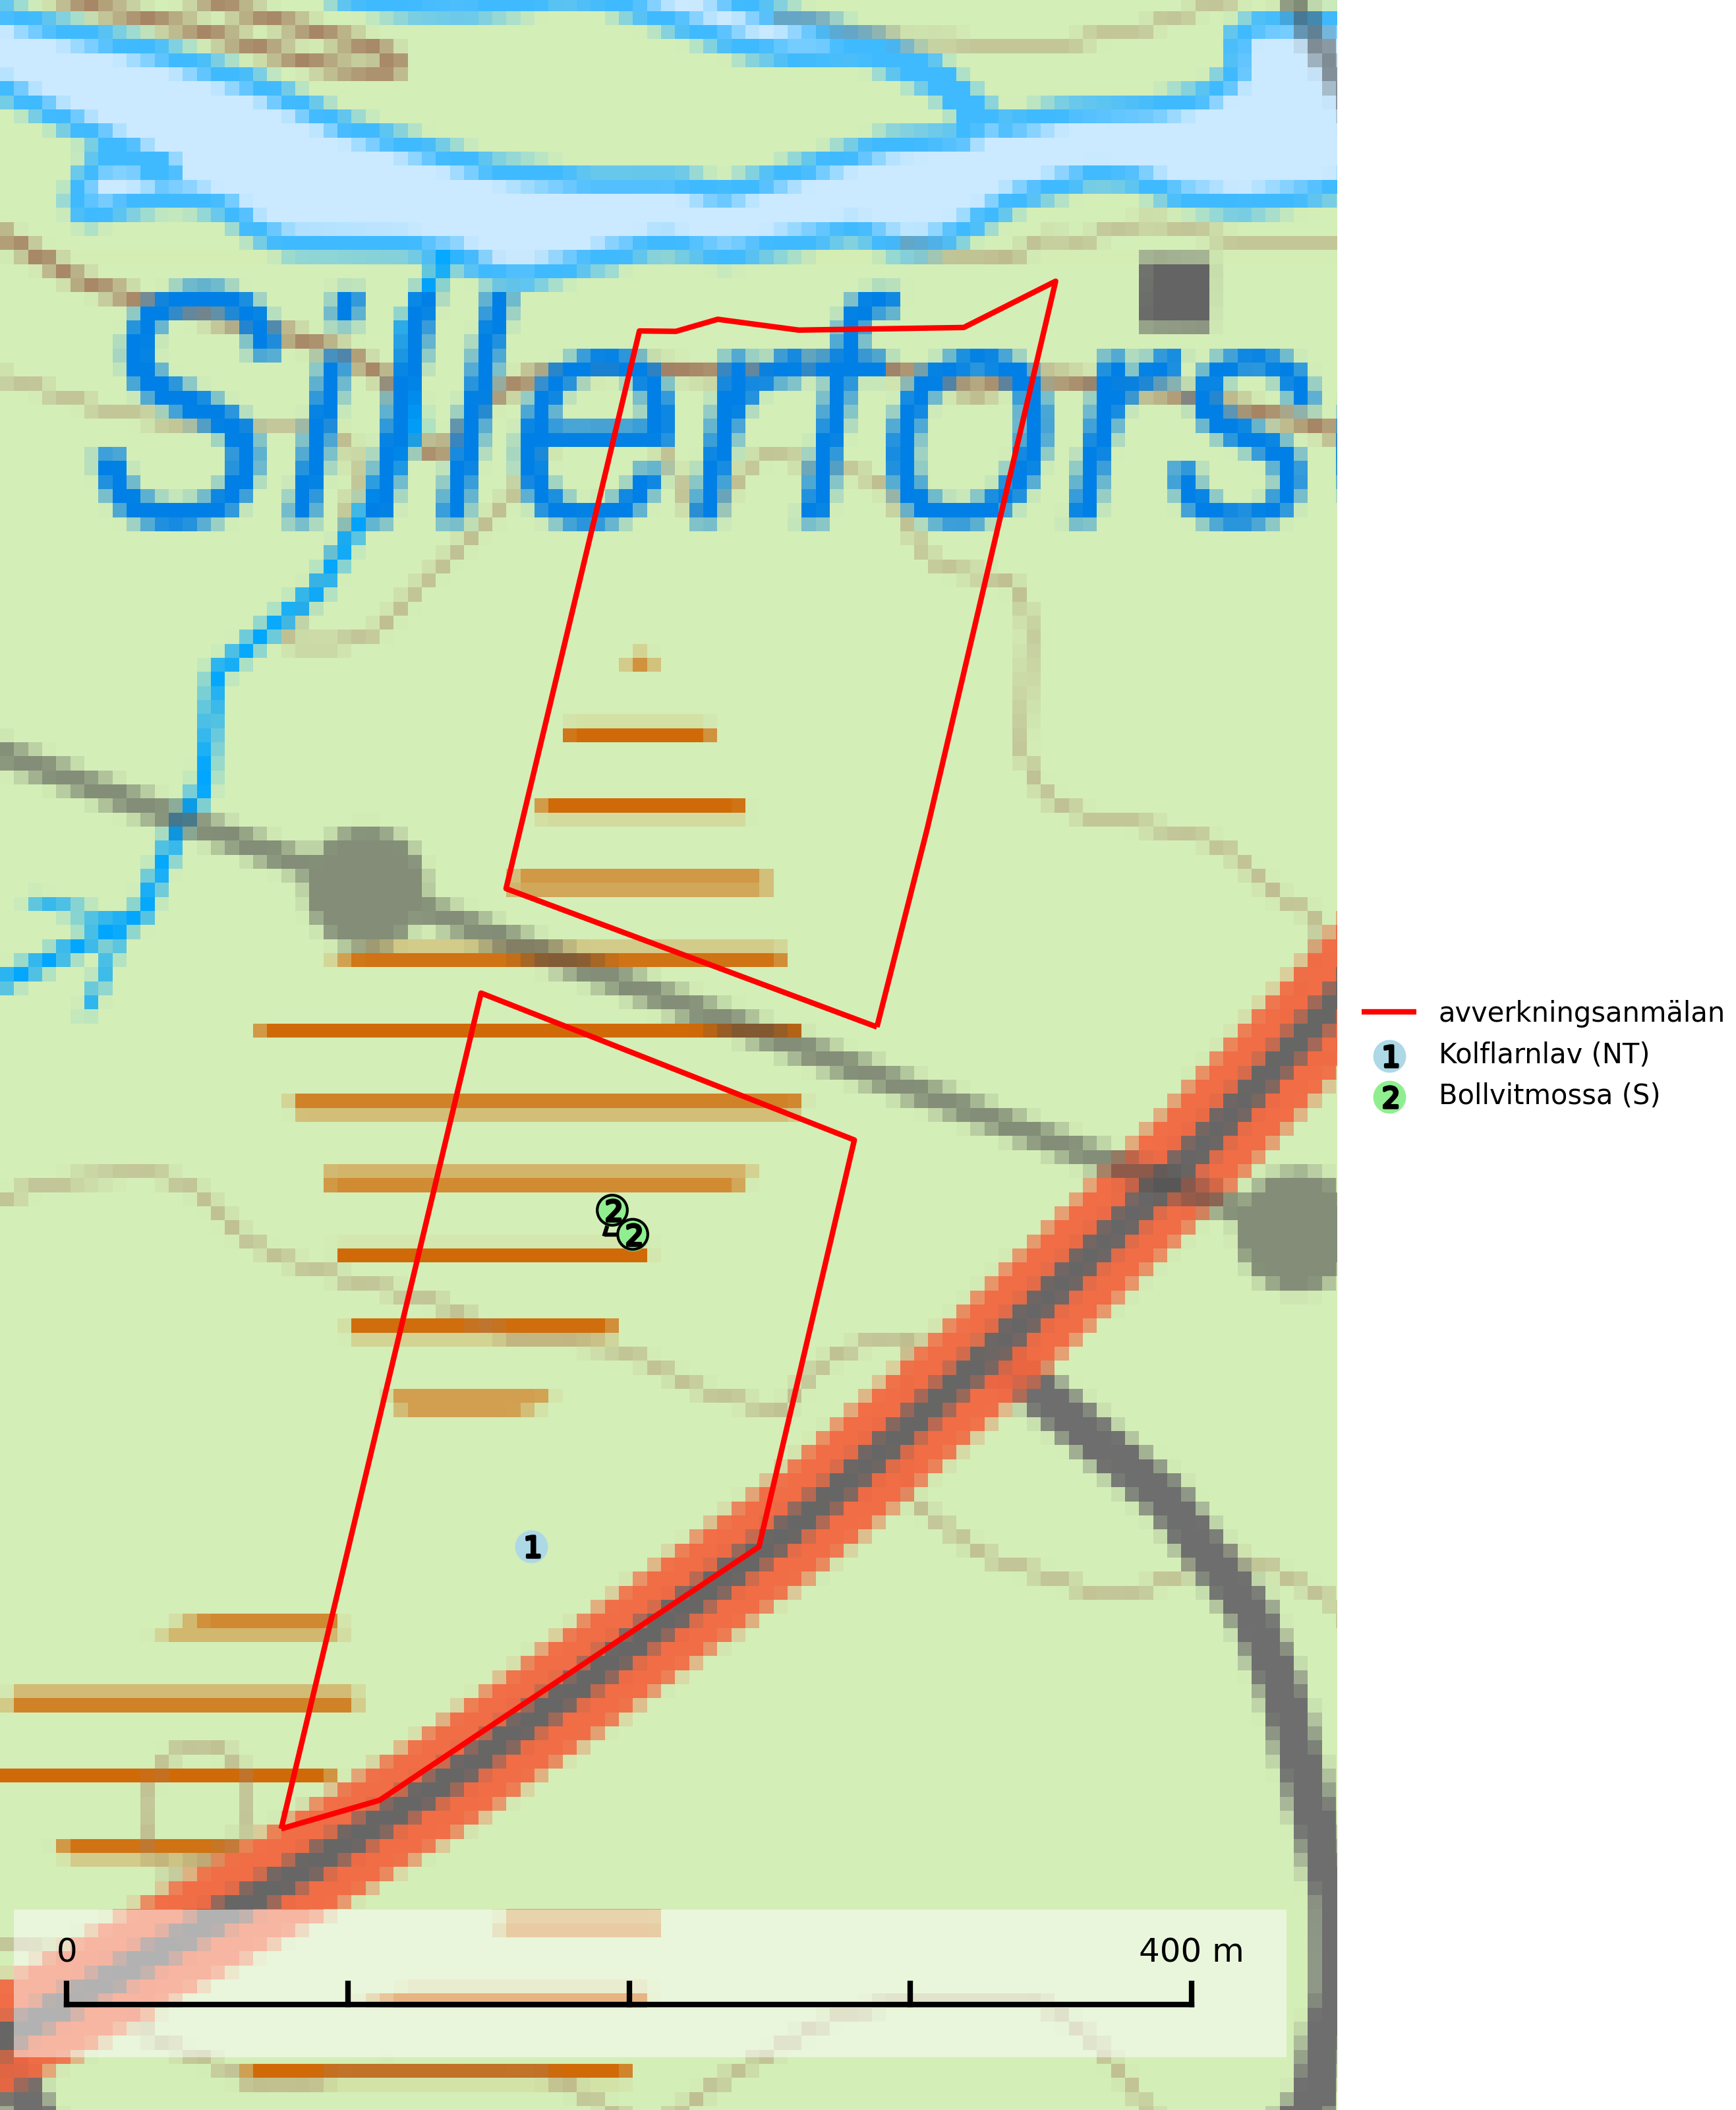 Sillerfors
avverkningsanmälan
1 Kolflarnlav (NT)
2 Bollvitmossa (S)
2
2
1
0 400 m